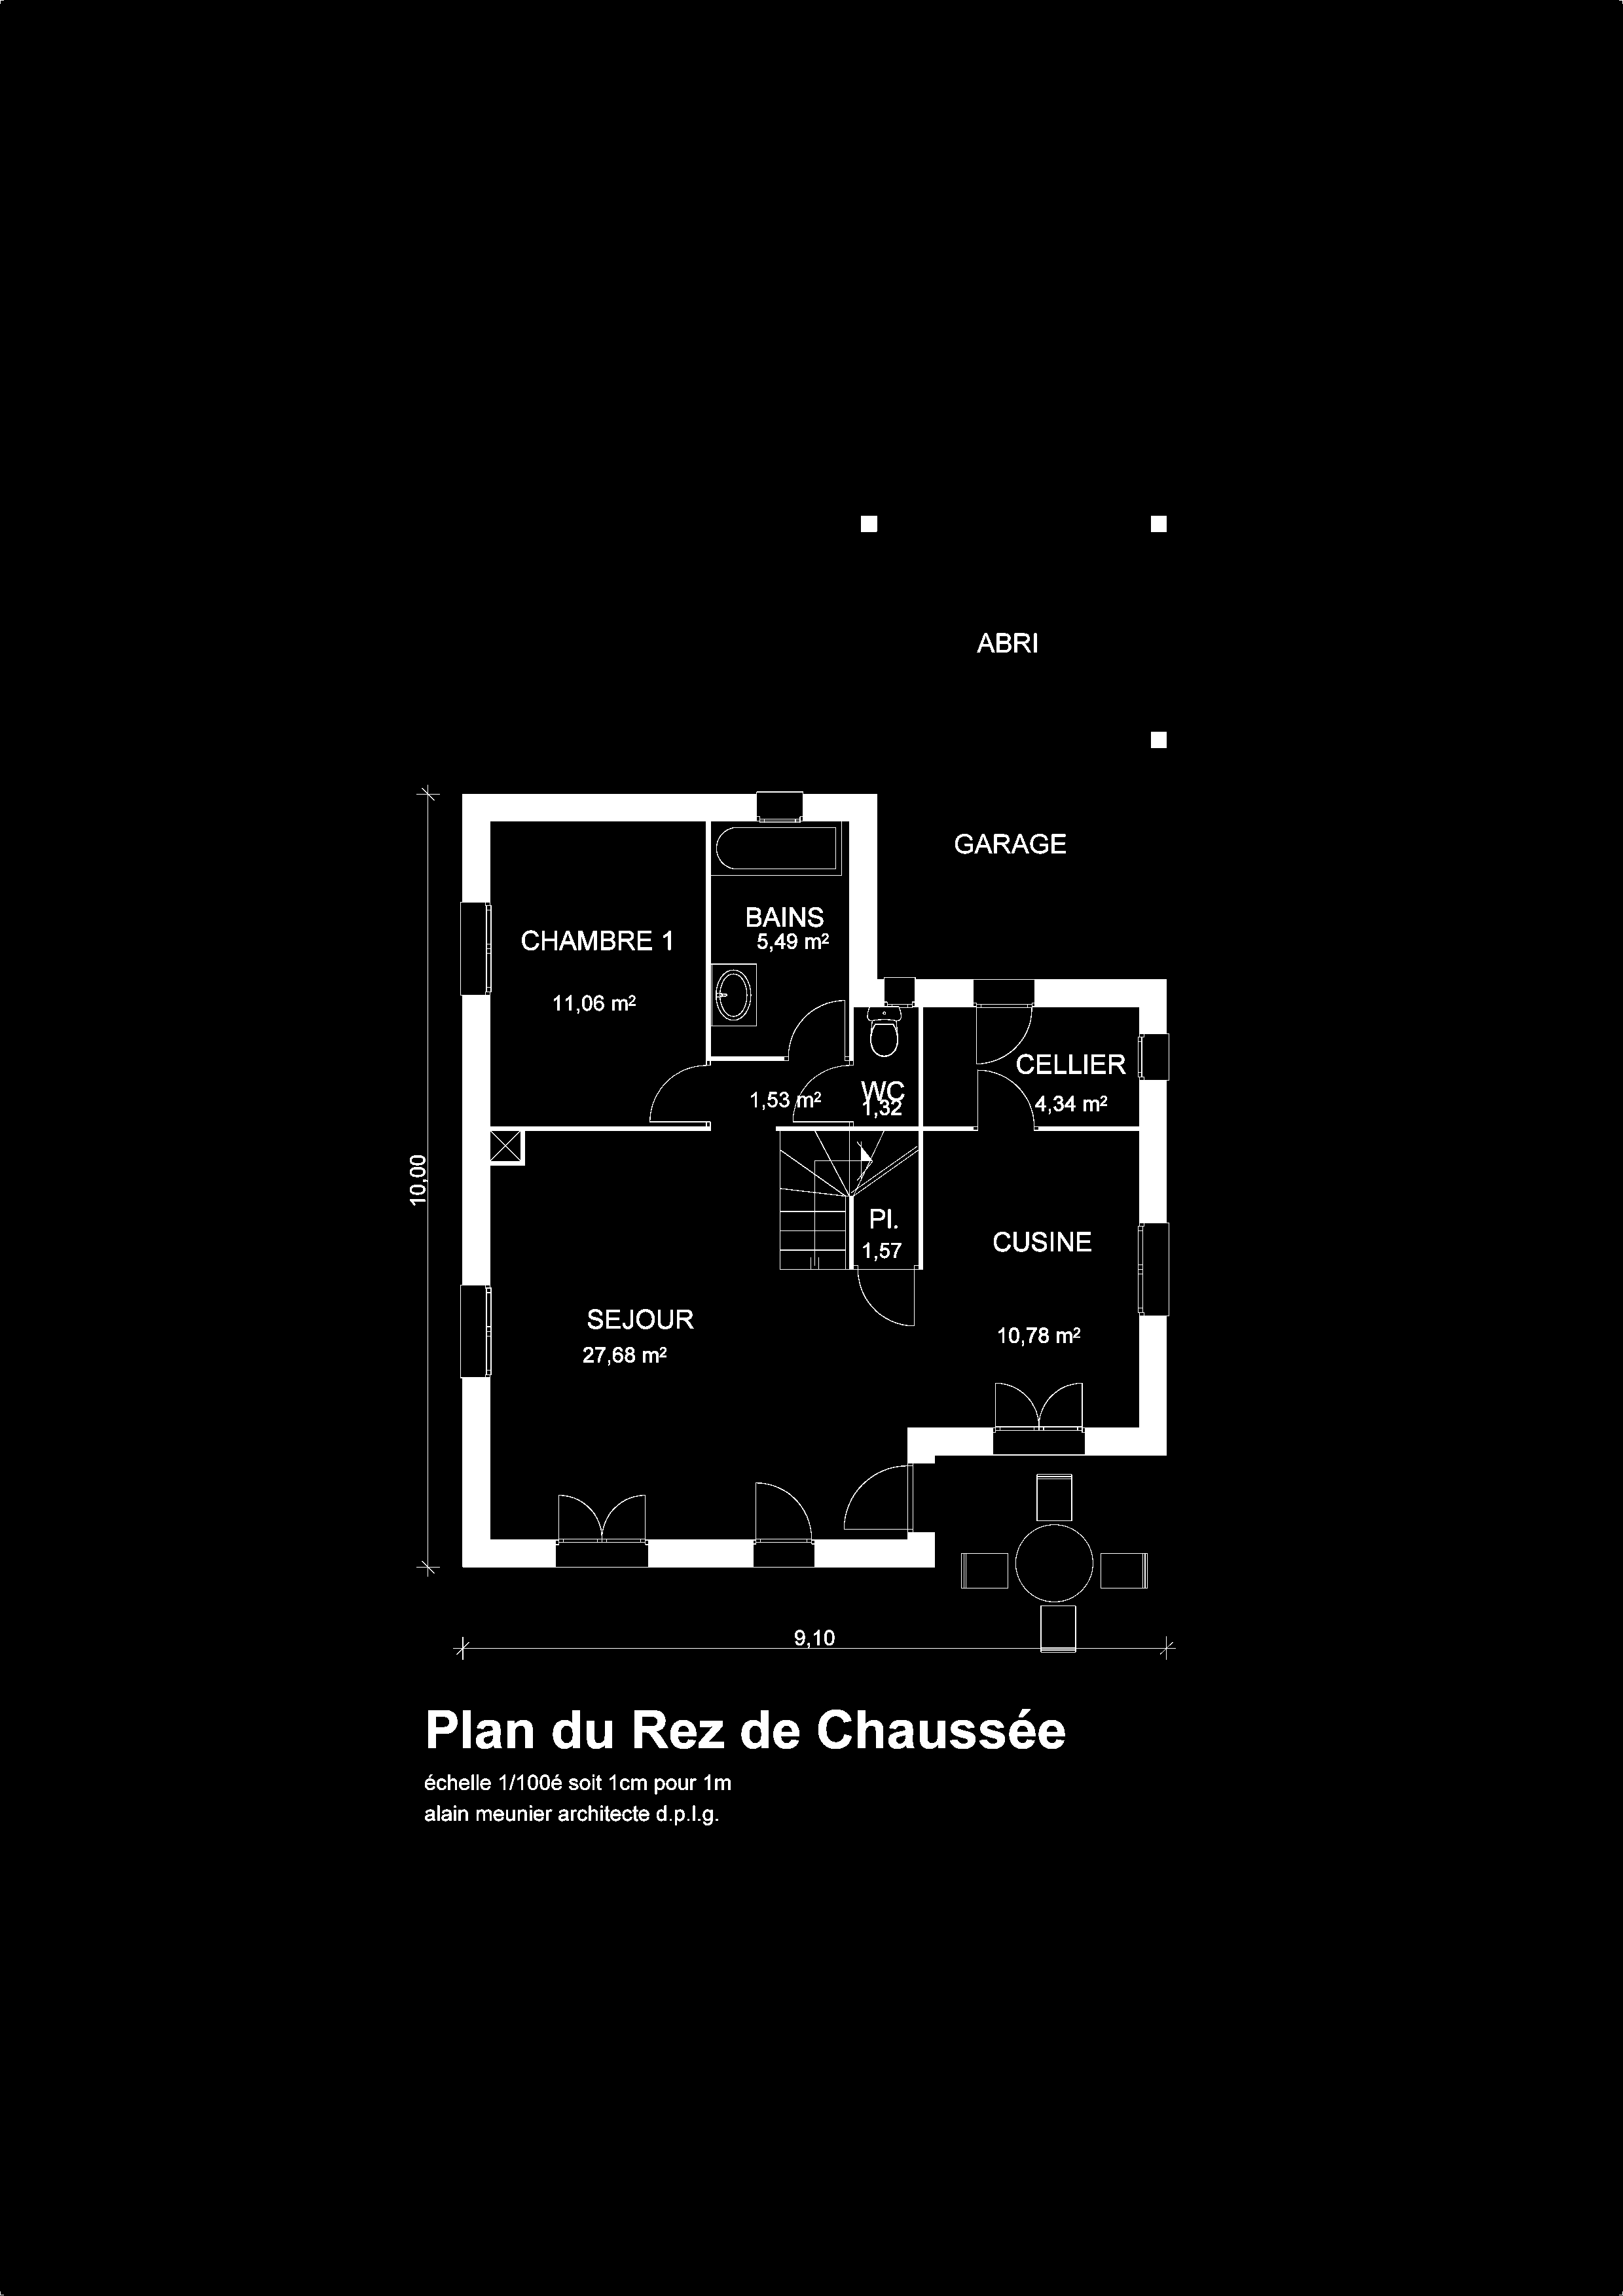 ABRI
GARAGE
BAINS
5,49 m²
CHAMBRE 1
11,06 m²
CELLIER
4,34 m²
WC
1,32
1,53 m²
10,00
Pl.
1,57
CUSINE
10,78 m²
SEJOUR
27,68 m²
9,10
Plan du Rez de Chaussée
échelle 1/100é soit 1cm pour 1m
alain meunier architecte d.p.l.g.